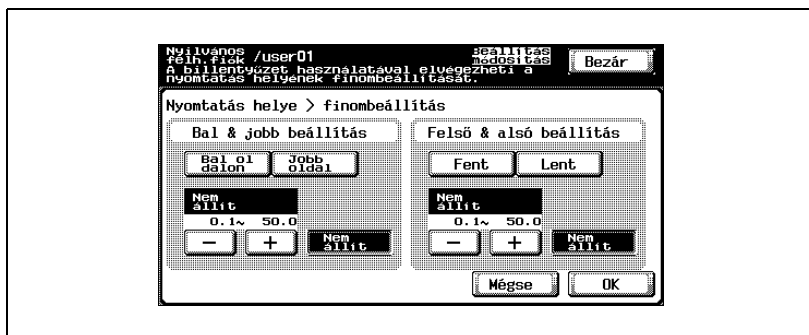 Nyilvános
felh.fiók /user01
Beállítás
módosítás
Bezár
A billentyűzet használatával elvégezheti a
nyomtatás helyének finombeállítását.
Nyomtatás helye > finombeállítás
Bal & jobb beállítás
Felsö & alsó beállítás
Bal ol
dalon
Jobb
oldal
Fent
Lent
Nem
állít
Nem
állít
0.1~ 50.0
0.1~ 50.0
− + Nem
állít
− + Nem
állít
Mégse
OK